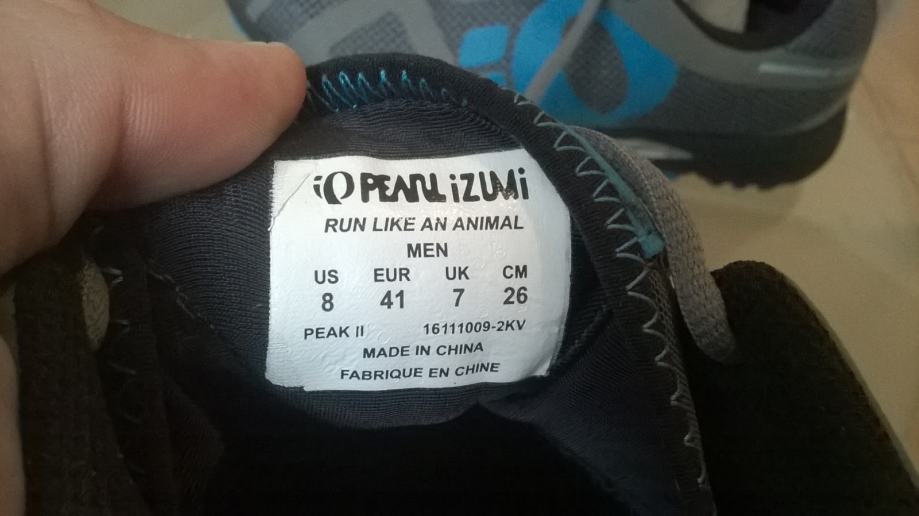 PEARL iZUMi
RUN LIKE AN ANIMAL
MEN
US EUR UK CM
8 41 7 26
PEAK II 16111009-2KV
MADE IN CHINA
FABRIQUE EN CHINE